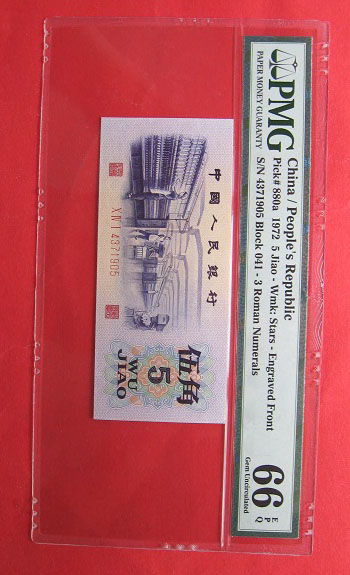 PMG
PAPER MONEY GUARANTY
China / People's Republic
Pick# 880a 1972 5 Jiao - Wmk: Stars - Engraved Front
S/N 4371905 Block 041 - 3 Roman Numerals
66 EPQ
Gem Uncirculated
中國人民銀行
4371905
伍角
5
WU
JIAO